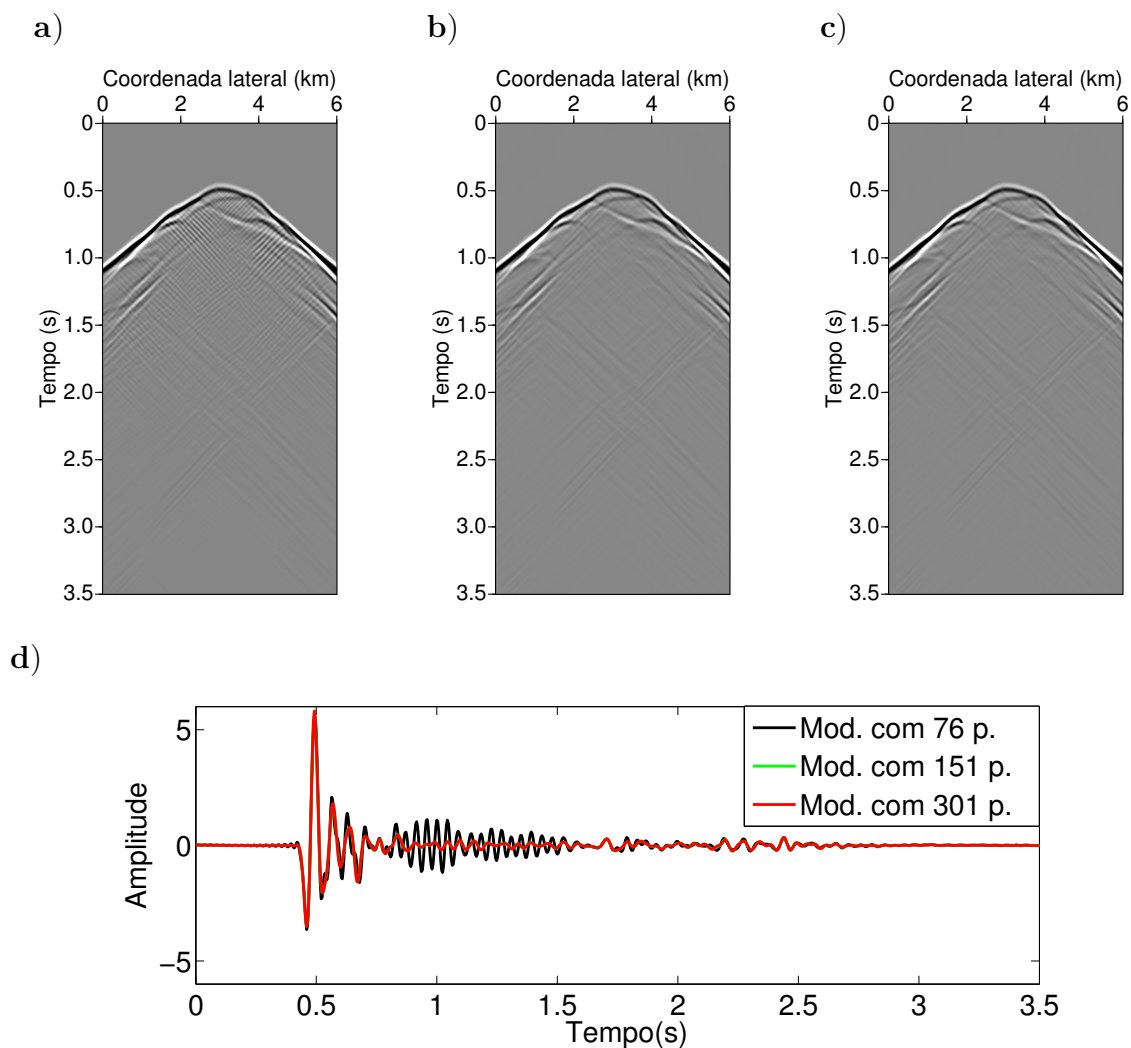 a)
Coordenada lateral (km)
0 2 4 6
0
0.5
1.0
1.5
2.0
2.5
3.0
3.5
Tempo (s)
b)
Coordenada lateral (km)
0 2 4 6
0
0.5
1.0
1.5
2.0
2.5
3.0
3.5
Tempo (s)
c)
Coordenada lateral (km)
0 2 4 6
0
0.5
1.0
1.5
2.0
2.5
3.0
3.5
Tempo (s)
d)
5
0
−5
Amplitude
Mod. com 76 p.
Mod. com 151 p.
Mod. com 301 p.
0 0.5 1 1.5 2 2.5 3 3.5
Tempo(s)